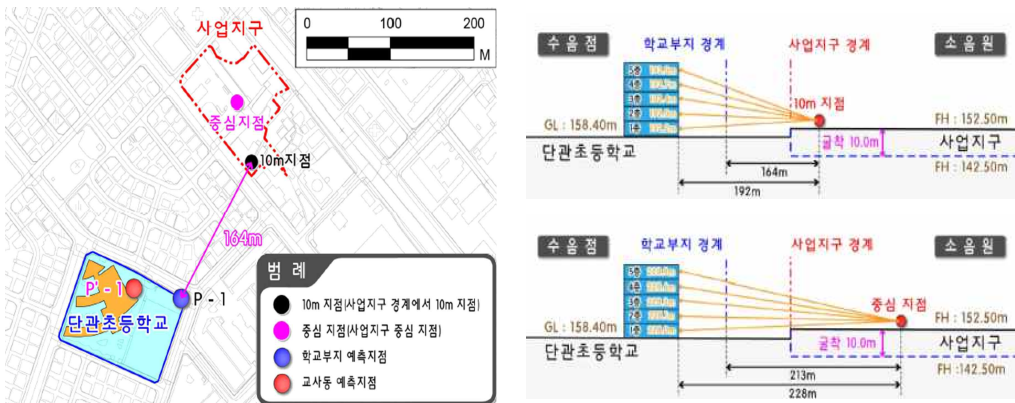 0 100 200
M
사업지구
중심지점
10m지점
164m
P - 1
P' - 1
단관초등학교
범 례
10m 지점(사업지구 경계에서 10m 지점)
중심 지점(사업지구 중심 지점)
학교부지 예측지점
교사동 예측지점
수 음 점
학교부지 경계
사업지구 경계
소 음 원
5층
4층
3층
2층
1층
10m 지점
GL : 158.40m
FH : 152.50m
단관초등학교
굴착 10.0m
사업지구
FH : 142.50m
164m
192m
수 음 점
학교부지 경계
사업지구 경계
소 음 원
5층
4층
3층
2층
1층
중심 지점
GL : 158.40m
FH : 152.50m
단관초등학교
굴착 10.0m
사업지구
FH :142.50m
213m
228m